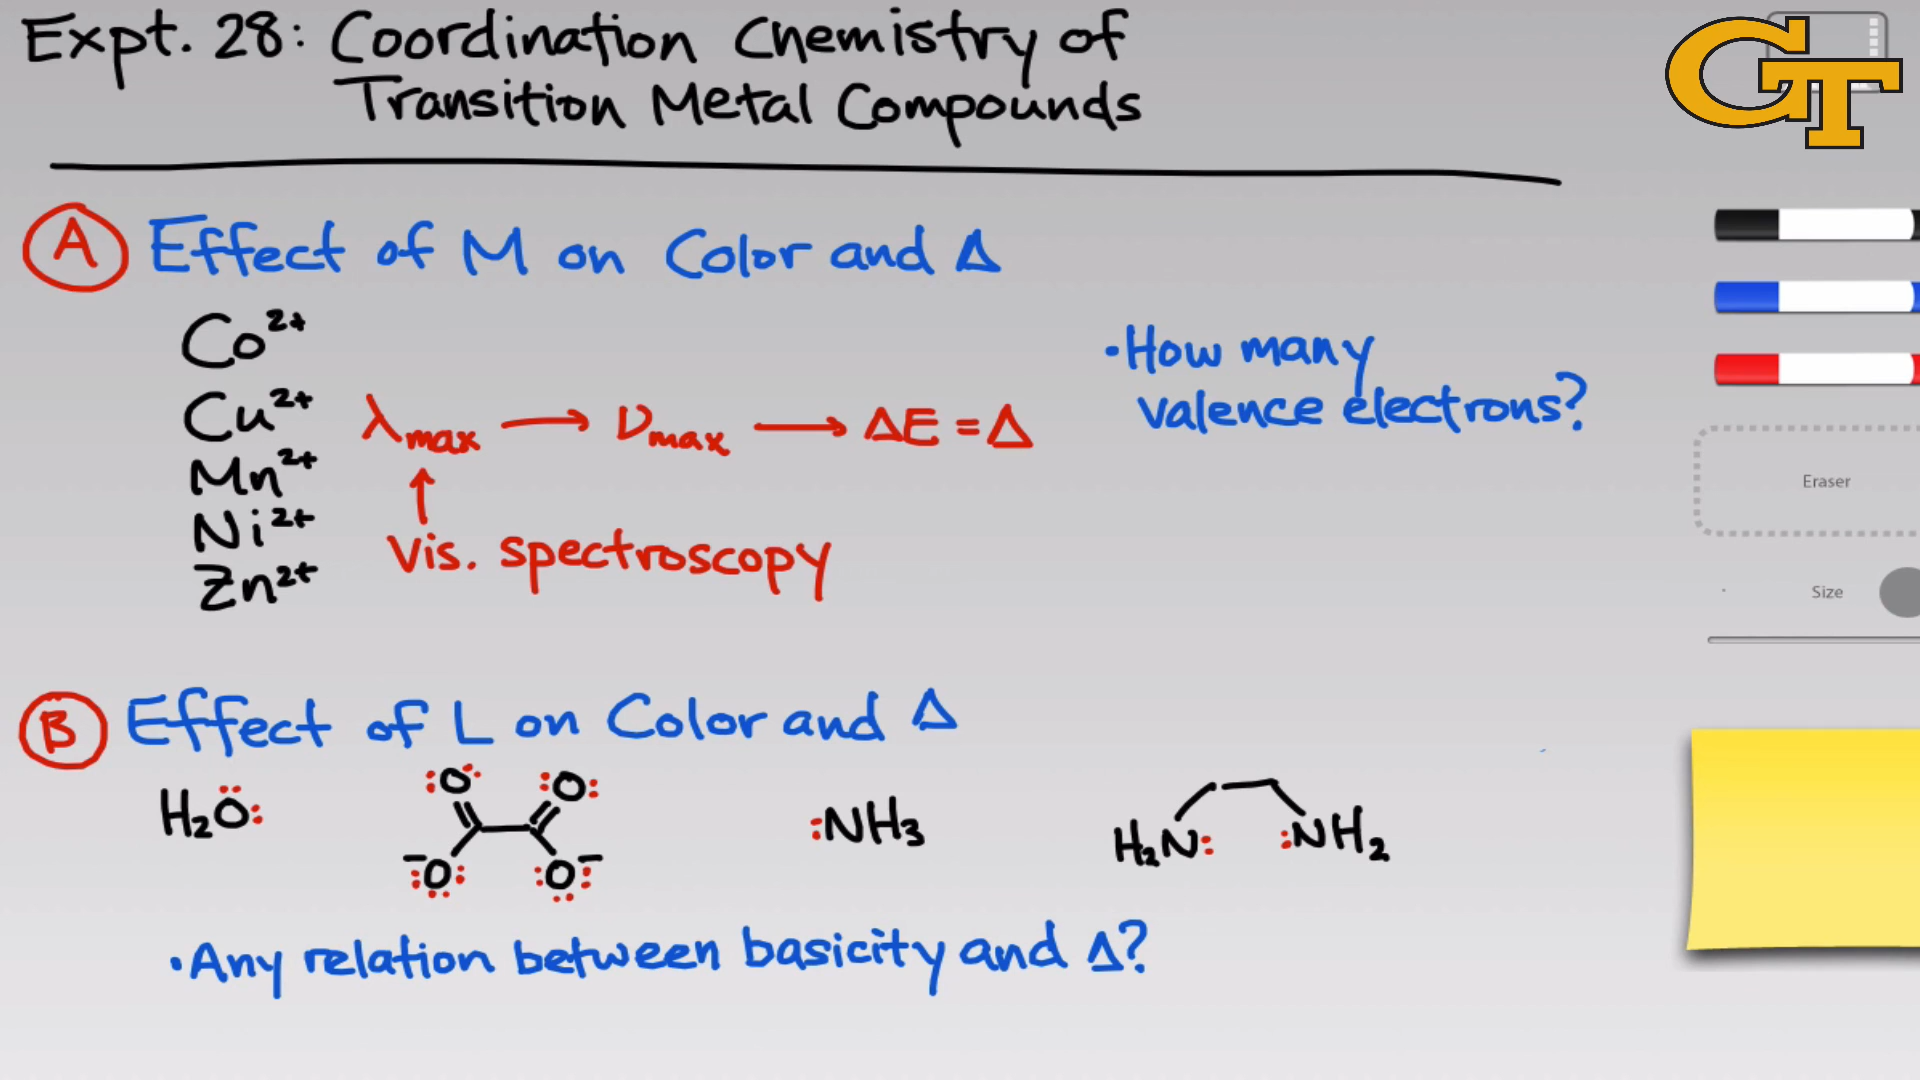 Expt. 28: Coordination Chemistry of
Transition Metal Compounds
GT
A Effect of M on Color and Δ
Co²⁺
• How many
valence electrons?
Cu²⁺
λmax → νmax → ΔE = Δ
Mn²⁺
Ni²⁺
Vis. spectroscopy
Zn²⁺
Eraser
Size
B Effect of L on Color and Δ
H₂O:
:O: :O:
⁻:O: :O:⁻
:NH₃
H₂N: :NH₂
• Any relation between basicity and Δ?